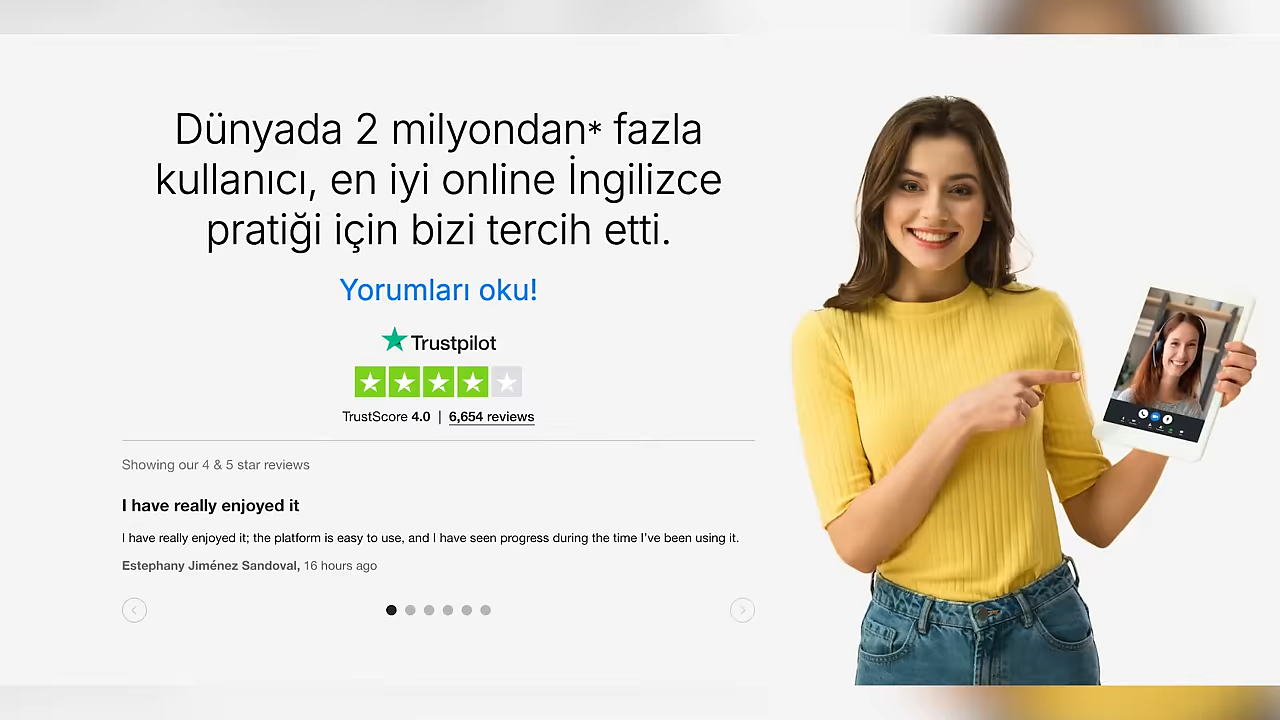 Dünyada 2 milyondan* fazla
kullanıcı, en iyi online İngilizce
pratiği için bizi tercih etti.
Yorumları oku!
Trustpilot
TrustScore 4.0 | 6,654 reviews
Showing our 4 & 5 star reviews
I have really enjoyed it
I have really enjoyed it; the platform is easy to use, and I have seen progress during the time I've been using it.
Estephany Jiménez Sandoval, 16 hours ago